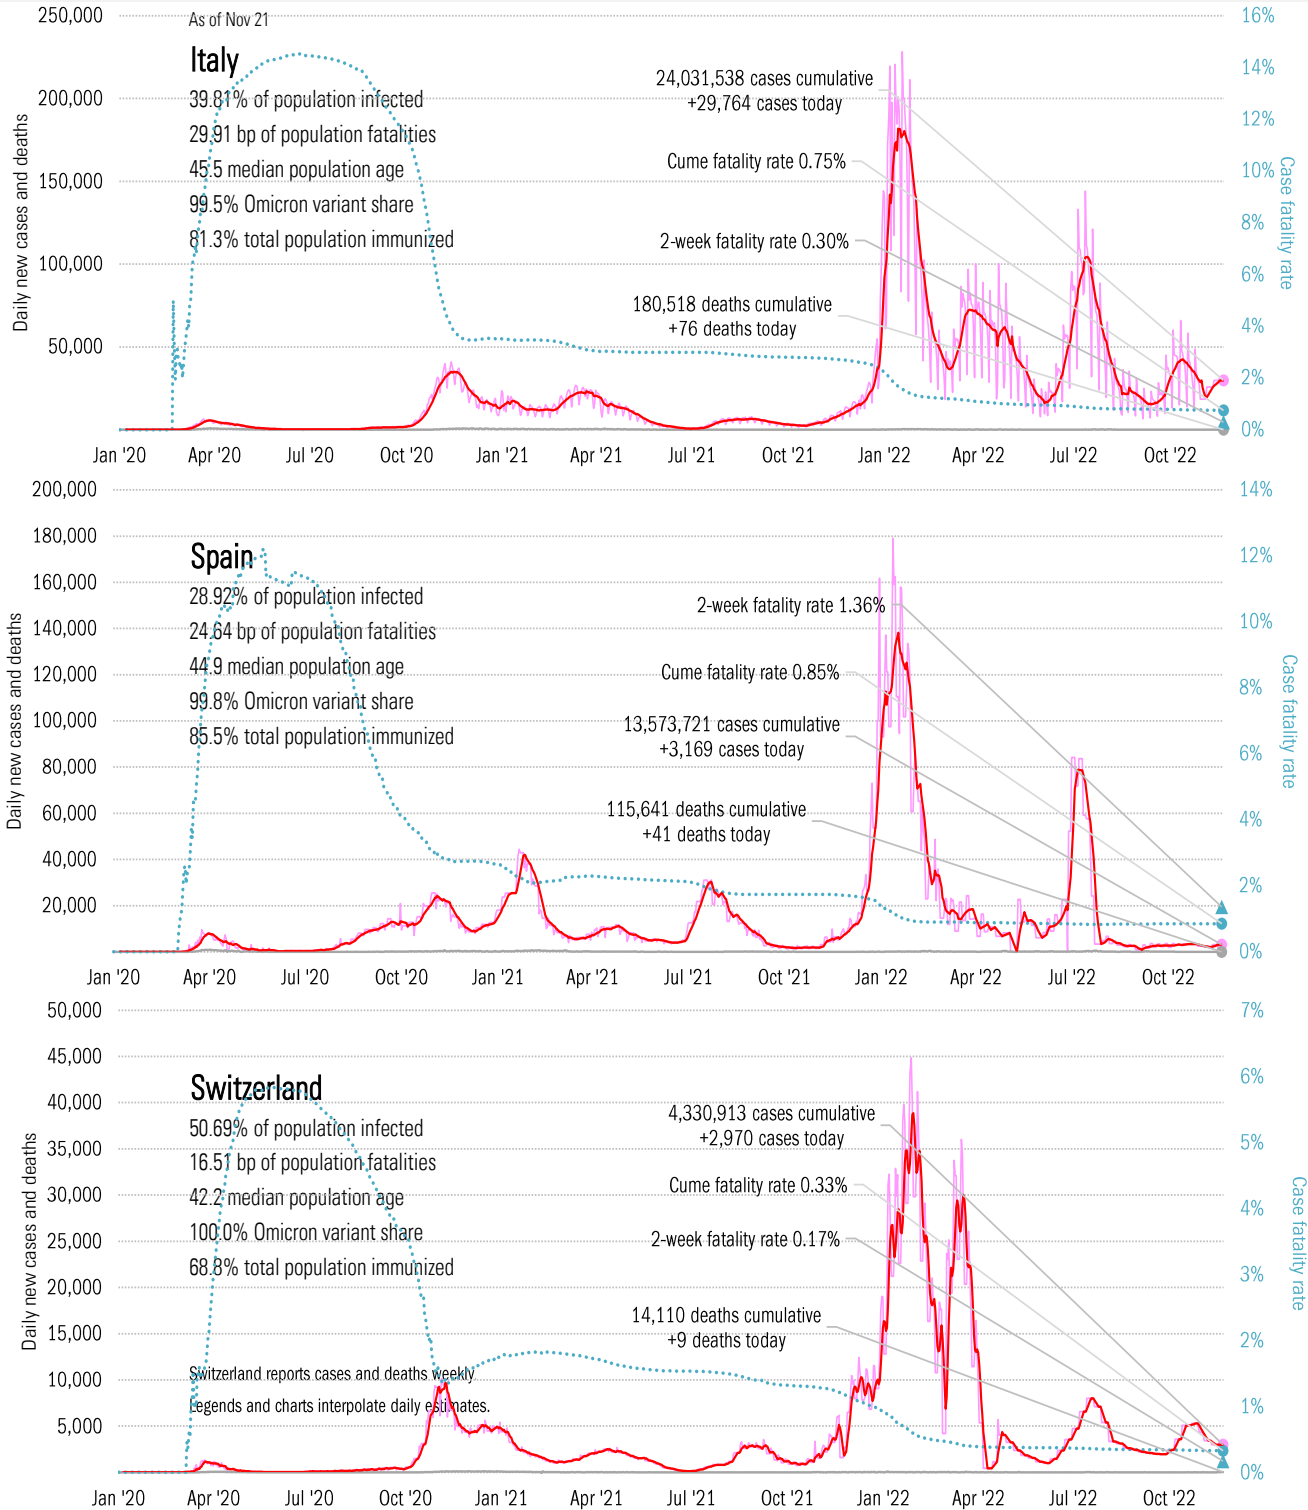 250,000
16%
As of Nov 21
Italy
14%
24,031,538 cases cumulative
+29,764 cases today
200,000
39.81% of population infected
12%
29.91 bp of population fatalities
Cume fatality rate 0.75%
150,000
45.5 median population age
10%
99.5% Omicron variant share
8%
81.3% total population immunized
2-week fatality rate 0.30%
100,000
6%
180,518 deaths cumulative
+76 deaths today
4%
50,000
2%
0%
Daily new cases and deaths
Case fatality rate
Jan '20 Apr '20 Jul '20 Oct '20 Jan '21 Apr '21 Jul '21 Oct '21 Jan '22 Apr '22 Jul '22 Oct '22
200,000
14%
180,000
Spain
12%
160,000
28.92% of population infected
2-week fatality rate 1.36%
140,000
24.64 bp of population fatalities
10%
44.9 median population age
Cume fatality rate 0.85%
120,000
99.8% Omicron variant share
8%
100,000
13,573,721 cases cumulative
+3,169 cases today
85.5% total population immunized
6%
80,000
115,641 deaths cumulative
+41 deaths today
60,000
4%
40,000
2%
20,000
0%
Daily new cases and deaths
Case fatality rate
Jan '20 Apr '20 Jul '20 Oct '20 Jan '21 Apr '21 Jul '21 Oct '21 Jan '22 Apr '22 Jul '22 Oct '22
50,000
7%
45,000
Switzerland
6%
40,000
4,330,913 cases cumulative
+2,970 cases today
50.69% of population infected
35,000
5%
16.51 bp of population fatalities
Cume fatality rate 0.33%
30,000
42.2 median population age
4%
100.0% Omicron variant share
2-week fatality rate 0.17%
25,000
68.8% total population immunized
3%
20,000
14,110 deaths cumulative
+9 deaths today
15,000
2%
Switzerland reports cases and deaths weekly.
10,000
Legends and charts interpolate daily estimates.
1%
5,000
0%
Daily new cases and deaths
Case fatality rate
Jan '20 Apr '20 Jul '20 Oct '20 Jan '21 Apr '21 Jul '21 Oct '21 Jan '22 Apr '22 Jul '22 Oct '22